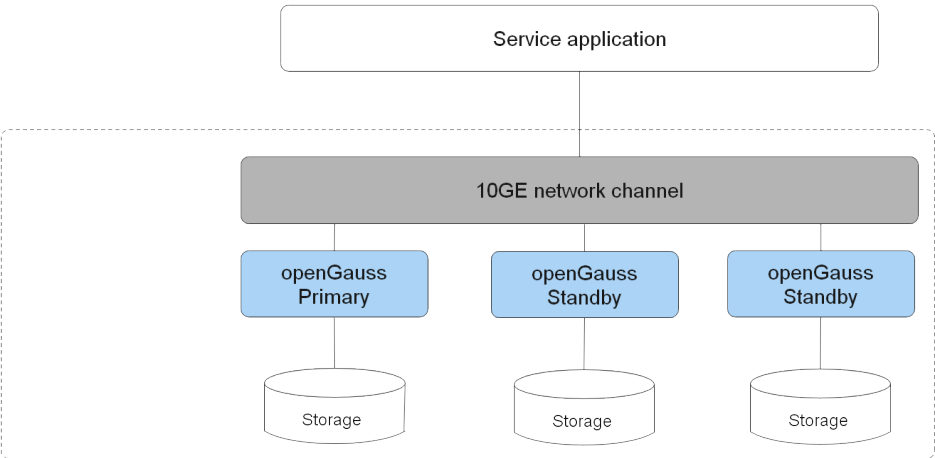 Service application
10GE network channel
openGauss
Primary
openGauss
Standby
openGauss
Standby
Storage
Storage
Storage